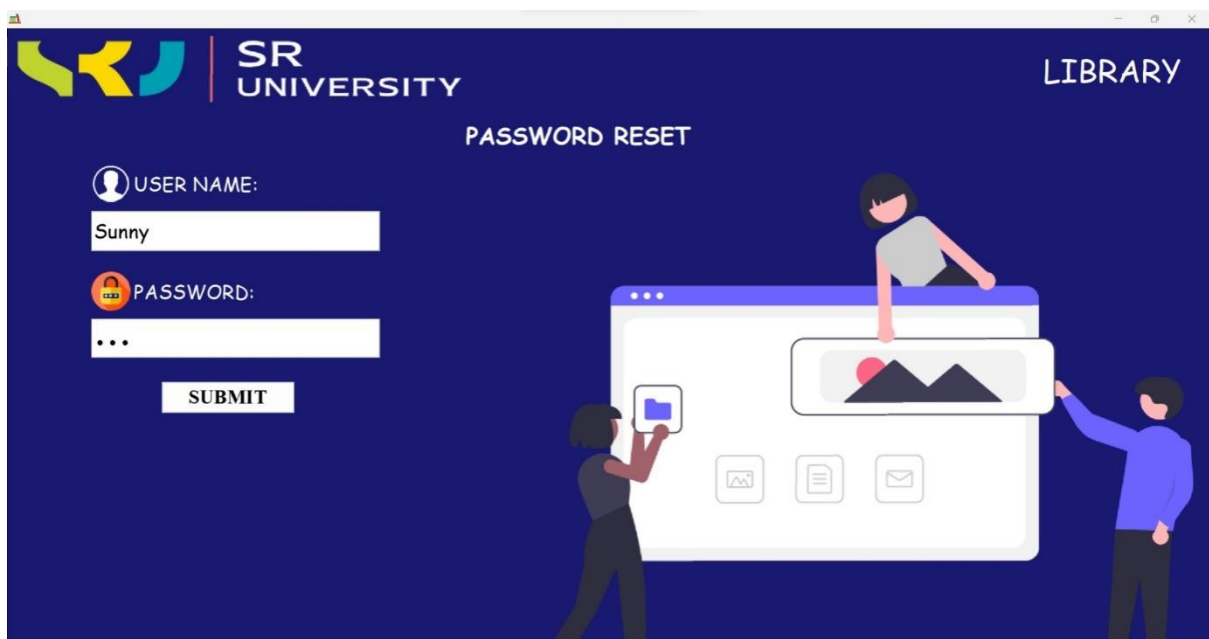 SR
UNIVERSITY
LIBRARY
PASSWORD RESET
USER NAME:
Sunny
PASSWORD:
•••
SUBMIT